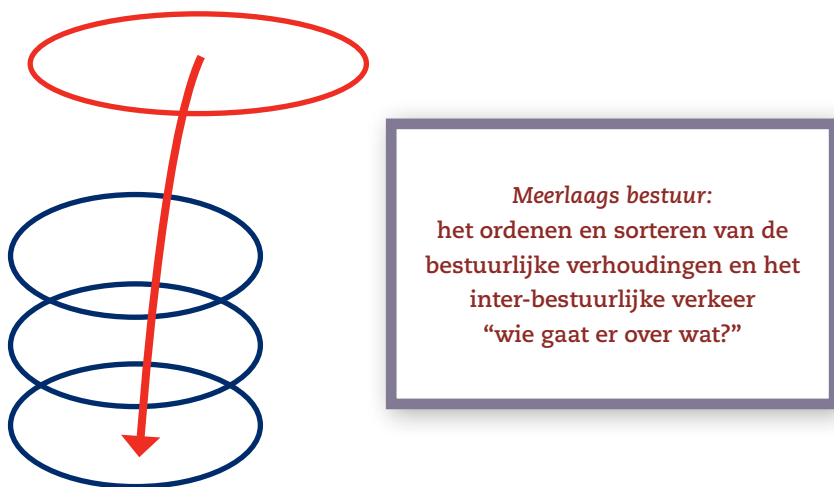 Meerlaags bestuur:
het ordenen en sorteren van de
bestuurlijke verhoudingen en het
inter-bestuurlijke verkeer
“wie gaat er over wat?”